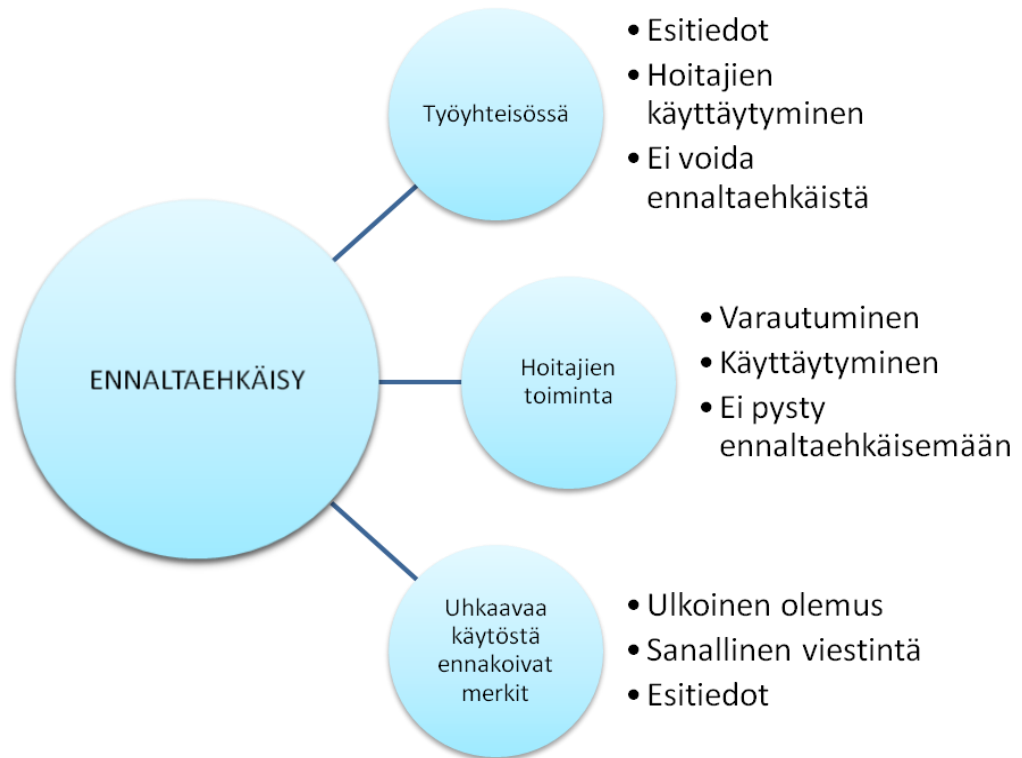 ENNALTAEHKÄISY
Työyhteisössä
• Esitiedot
• Hoitajien
käyttäytyminen
• Ei voida
ennaltaehkäistä
Hoitajien
toiminta
• Varautuminen
• Käyttäytyminen
• Ei pysty
ennaltaehkäisemään
Uhkaavaa
käytöstä
ennakoivat
merkit
• Ulkoinen olemus
• Sanallinen viestintä
• Esitiedot